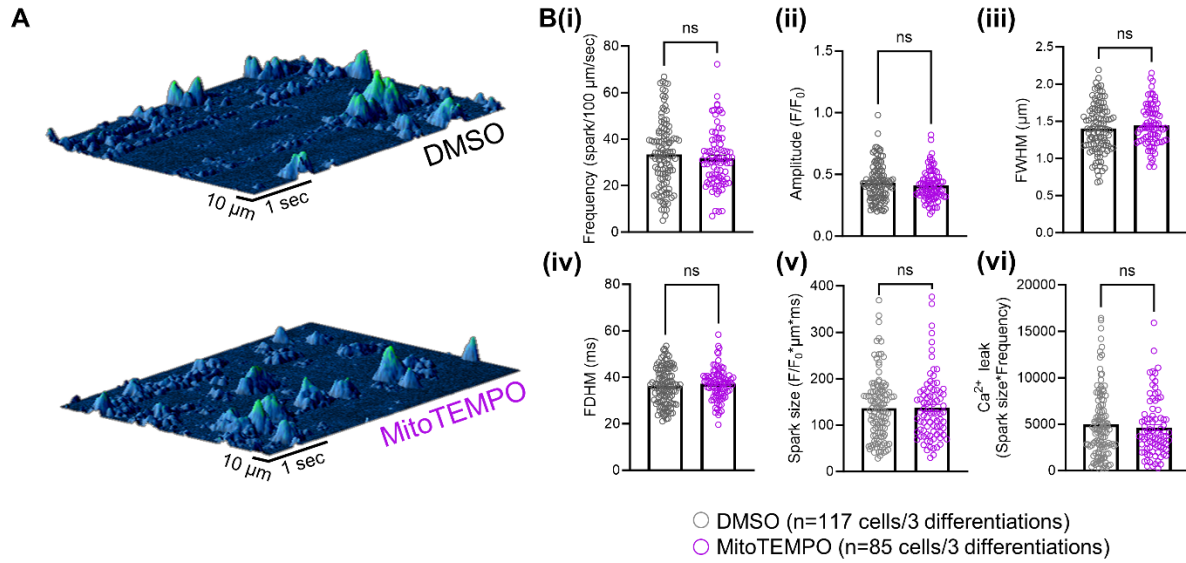 A
DMSO
10 µm
1 sec
MitoTEMPO
10 µm
1 sec
B(i)
ns
Frequency (spark/100 µm/sec)
80
60
40
20
0
(ii)
ns
Amplitude (F/F₀)
1.5
1.0
0.5
0.0
(iii)
ns
FWHM (µm)
2.5
2.0
1.5
1.0
0.5
0.0
(iv)
ns
FDHM (ms)
80
60
40
20
0
(v)
ns
Spark size (F/F₀*µm*ms)
400
300
200
100
0
(vi)
ns
Ca²⁺ leak
(Spark size*Frequency)
20000
15000
10000
5000
0
DMSO (n=117 cells/3 differentiations)
MitoTEMPO (n=85 cells/3 differentiations)